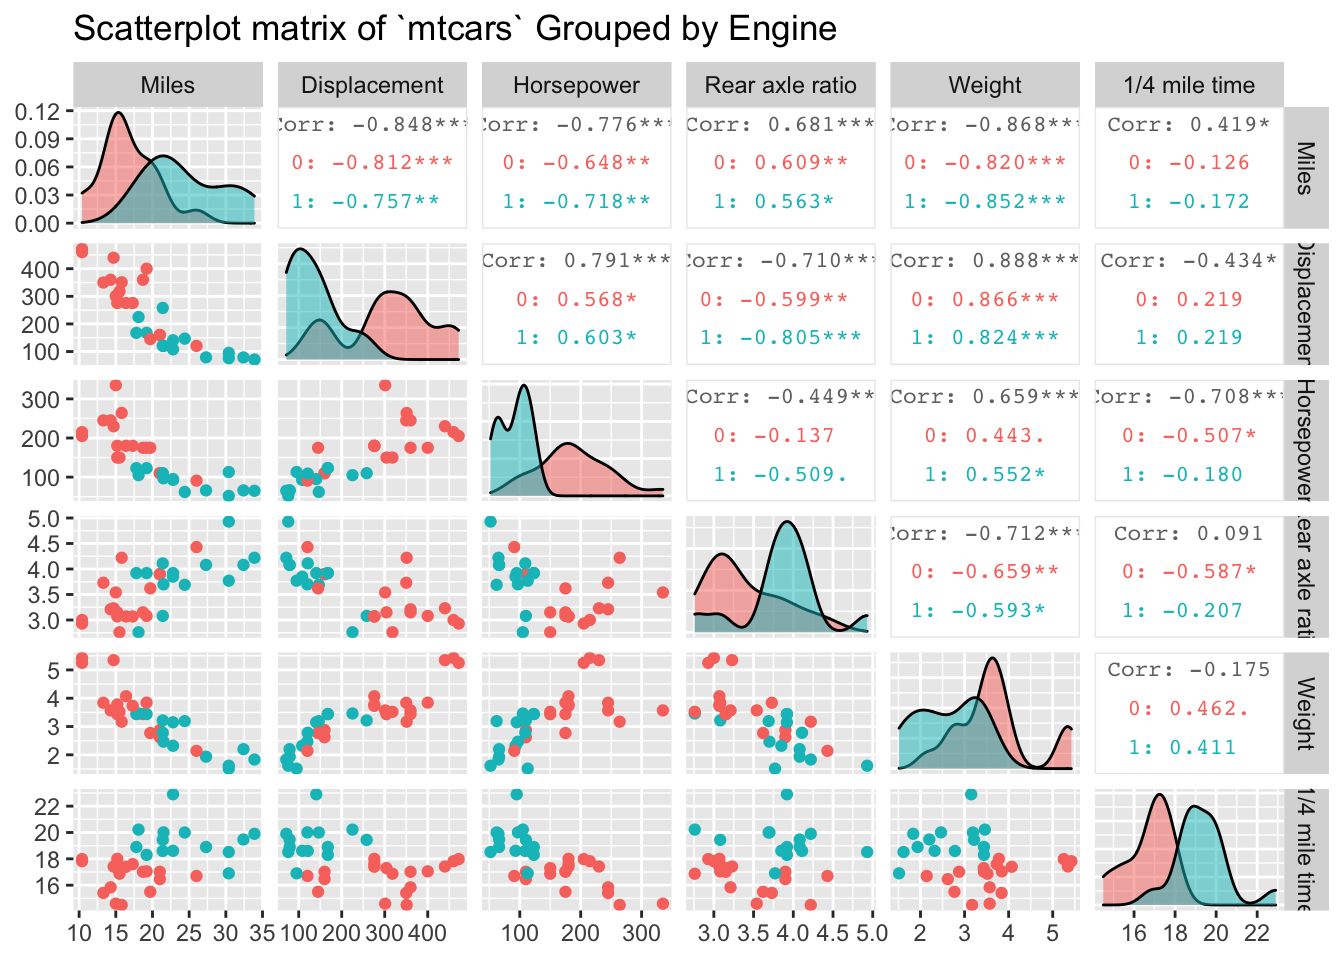 Scatterplot matrix of `mtcars` Grouped by Engine
Miles Displacement Horsepower Rear axle ratio Weight 1/4 mile time
0.12
0.09
0.06
0.03
0.00
Corr: -0.848***
0: -0.812***
1: -0.757**
Corr: -0.776***
0: -0.648**
1: -0.718**
Corr: 0.681***
0: 0.609**
1: 0.563*
Corr: -0.868***
0: -0.820***
1: -0.852***
Corr: 0.419*
0: -0.126
1: -0.172
Miles
400
300
200
100
Corr: 0.791***
0: 0.568*
1: 0.603*
Corr: -0.710***
0: -0.599**
1: -0.805***
Corr: 0.888***
0: 0.866***
1: 0.824***
Corr: -0.434*
0: 0.219
1: 0.219
Displacemen
300
200
100
Corr: -0.449**
0: -0.137
1: -0.509.
Corr: 0.659***
0: 0.443.
1: 0.552*
Corr: -0.708***
0: -0.507*
1: -0.180
Horsepower
5.0
4.5
4.0
3.5
3.0
Corr: -0.712***
0: -0.659**
1: -0.593*
Corr: 0.091
0: -0.587*
1: -0.207
ear axle rati
5
4
3
2
Corr: -0.175
0: 0.462.
1: 0.411
Weight
22
20
18
16
1/4 mile time
10 15 20 25 30 35
100 200 300 400
100 200 300
3.0 3.5 4.0 4.5 5.0
2 3 4 5
16 18 20 22